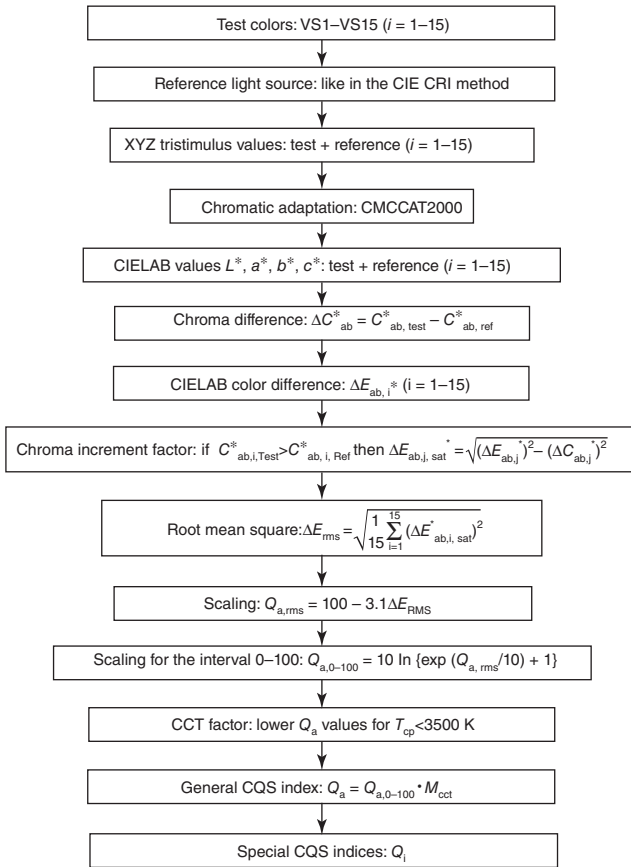 Test colors: VS1–VS15 (i = 1–15)
Reference light source: like in the CIE CRI method
XYZ tristimulus values: test + reference (i = 1–15)
Chromatic adaptation: CMCCAT2000
CIELAB values L*, a*, b*, c*: test + reference (i = 1–15)
Chroma difference: ΔC*ab = C*ab, test – C*ab, ref
CIELAB color difference: ΔEab, i* (i = 1–15)
Chroma increment factor: if C*ab,i,Test>C*ab, i, Ref then ΔEab,j, sat* = √(ΔEab,j*)2 – (ΔCab,j*)2
Root mean square:ΔErms = √1/15 15∑i=1 (ΔE*ab,i, sat)2
Scaling: Qa,rms = 100 – 3.1ΔERMS
Scaling for the interval 0–100: Qa,0–100 = 10 ln {exp (Qa, rms/10) + 1}
CCT factor: lower Qa values for Tcp<3500 K
General CQS index: Qa = Qa,0–100 • Mcct
Special CQS indices: Qi